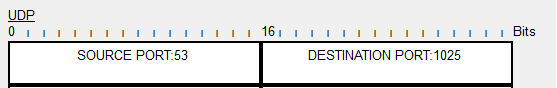 UDP
0 16 Bits
SOURCE PORT:53 DESTINATION PORT:1025